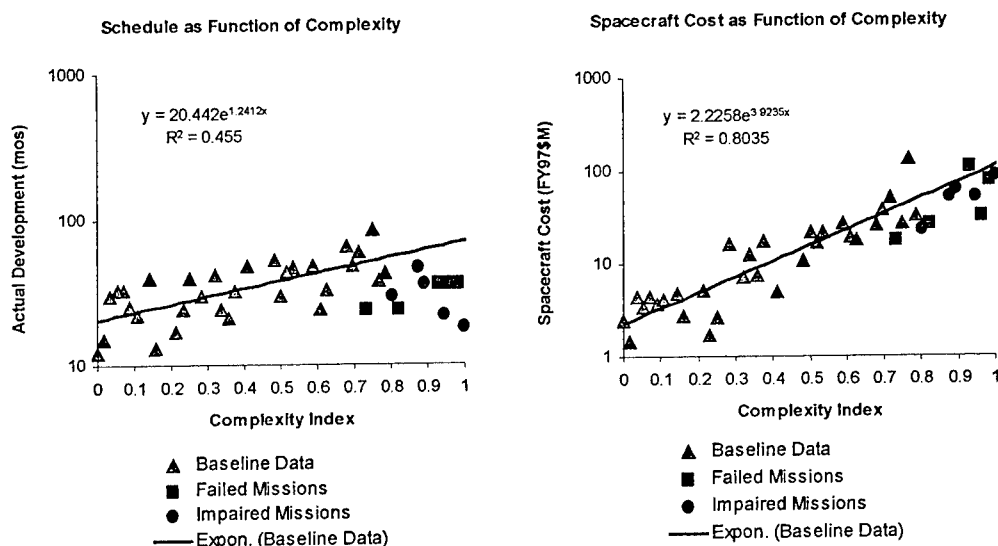 Schedule as Function of Complexity
1000
100
10
Actual Development (mos)
y = 20.442e^1.2412x
R² = 0.455
0 0.1 0.2 0.3 0.4 0.5 0.6 0.7 0.8 0.9 1
Complexity Index
Baseline Data
Failed Missions
Impaired Missions
Expon. (Baseline Data)
Spacecraft Cost as Function of Complexity
1000
100
10
1
Spacecraft Cost (FY97$M)
y = 2.2258e^3.9235x
R² = 0.8035
0 0.1 0.2 0.3 0.4 0.5 0.6 0.7 0.8 0.9 1
Complexity Index
Baseline Data
Failed Missions
Impaired Missions
Expon. (Baseline Data)